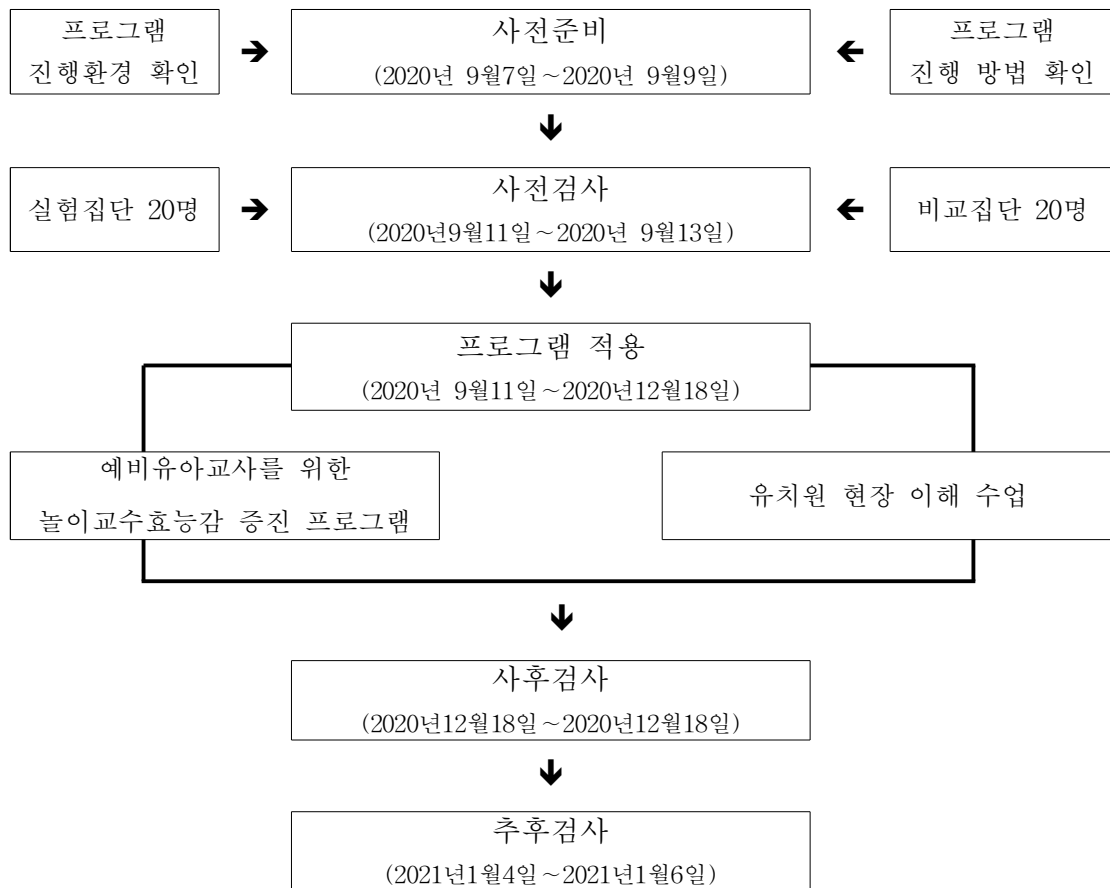 프로그램
진행환경 확인
사전준비
(2020년 9월7일～2020년 9월9일)
프로그램
진행 방법 확인
실험집단 20명
사전검사
(2020년9월11일～2020년 9월13일)
비교집단 20명
프로그램 적용
(2020년 9월11일～2020년12월18일)
예비유아교사를 위한
놀이교수효능감 증진 프로그램
유치원 현장 이해 수업
사후검사
(2020년12월18일～2020년12월18일)
추후검사
(2021년1월4일～2021년1월6일)